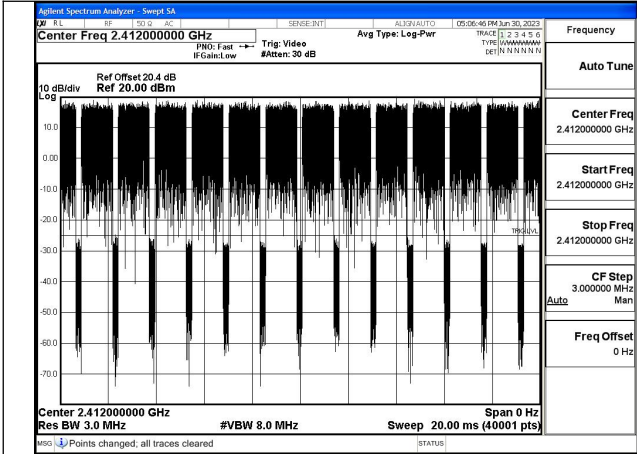 Agilent Spectrum Analyzer - Swept SA
RL RF 50 Ω AC SENSE:INT ALIGN AUTO 05:06:46 PM Jun 30, 2023
Center Freq 2.412000000 GHz Avg Type: Log-Pwr TRACE 1 2 3 4 5 6
PNO: Fast Trig: Video TYPE WWWWWW
IFGain:Low #Atten: 30 dB DET N N N N N N
Ref Offset 20.4 dB
10 dB/div Ref 20.00 dBm
Log
10.0
0.00
-10.0
-20.0
TRIG LVL
-30.0
-40.0
-50.0
-60.0
-70.0
Center 2.412000000 GHz Span 0 Hz
Res BW 3.0 MHz #VBW 8.0 MHz Sweep 20.00 ms (40001 pts)
MSG Points changed; all traces cleared STATUS
Frequency
Auto Tune
Center Freq
2.412000000 GHz
Start Freq
2.412000000 GHz
Stop Freq
2.412000000 GHz
CF Step
3.000000 MHz
Auto Man
Freq Offset
0 Hz